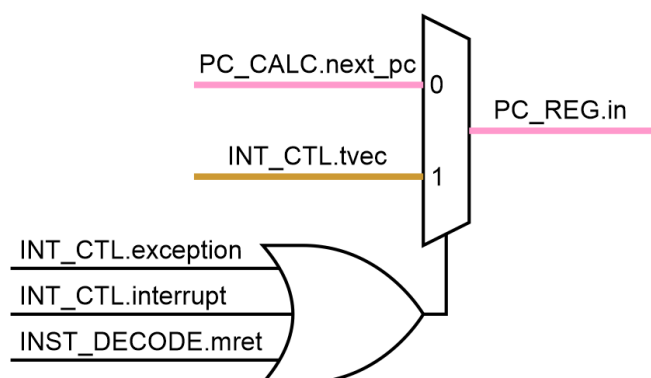 PC_CALC.next_pc
0
PC_REG.in
INT_CTL.tvec
1
INT_CTL.exception
INT_CTL.interrupt
INST_DECODE.mret